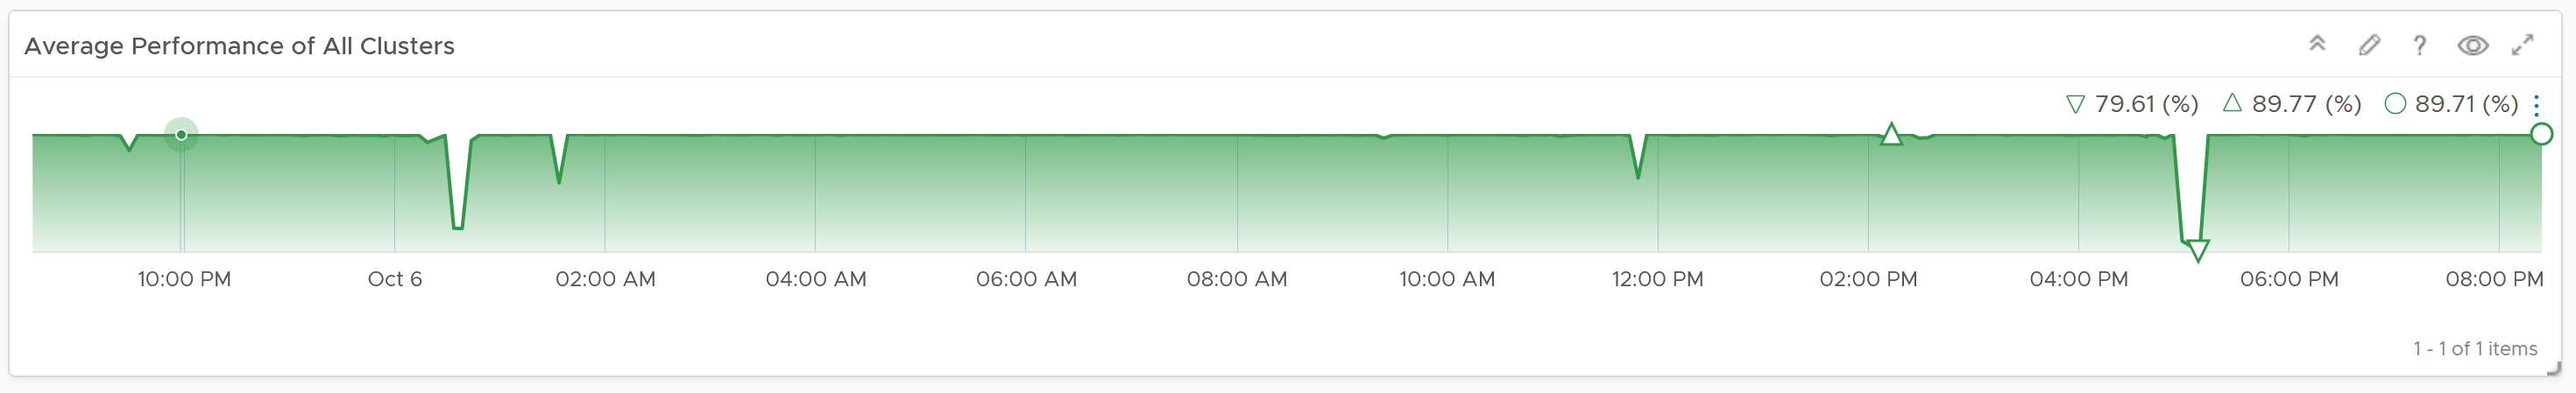 Average Performance of All Clusters
?
79.61 (%) 89.77 (%) 89.71 (%)
10:00 PM Oct 6 02:00 AM 04:00 AM 06:00 AM 08:00 AM 10:00 AM 12:00 PM 02:00 PM 04:00 PM 06:00 PM 08:00 PM
1 - 1 of 1 items